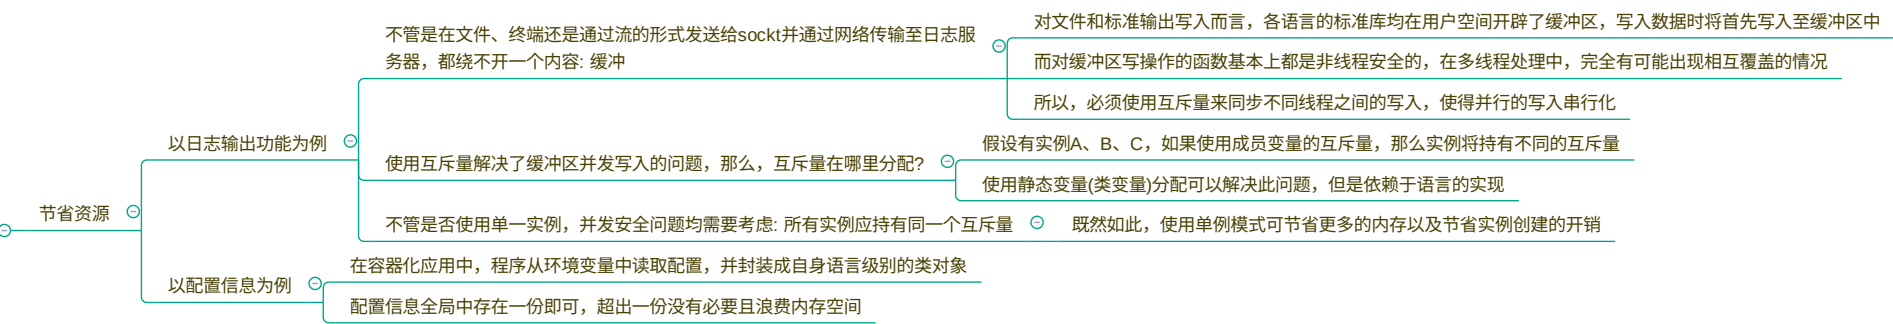 节省资源
以日志输出功能为例
不管是在文件、终端还是通过流的形式发送给sockt并通过网络传输至日志服
务器，都绕不开一个内容: 缓冲
对文件和标准输出写入而言，各语言的标准库均在用户空间开辟了缓冲区，写入数据时将首先写入至缓冲区中
而对缓冲区写操作的函数基本上都是非线程安全的，在多线程处理中，完全有可能出现相互覆盖的情况
所以，必须使用互斥量来同步不同线程之间的写入，使得并行的写入串行化
使用互斥量解决了缓冲区并发写入的问题，那么，互斥量在哪里分配?
假设有实例A、B、C，如果使用成员变量的互斥量，那么实例将持有不同的互斥量
使用静态变量(类变量)分配可以解决此问题，但是依赖于语言的实现
不管是否使用单一实例，并发安全问题均需要考虑: 所有实例应持有同一个互斥量
既然如此，使用单例模式可节省更多的内存以及节省实例创建的开销
以配置信息为例
在容器化应用中，程序从环境变量中读取配置，并封装成自身语言级别的类对象
配置信息全局中存在一份即可，超出一份没有必要且浪费内存空间